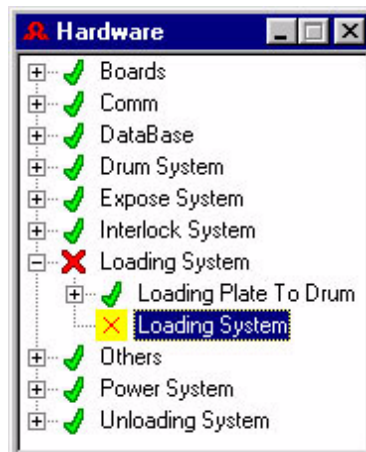 Hardware
Boards
Comm
DataBase
Drum System
Expose System
Interlock System
Loading System
Loading Plate To Drum
Loading System
Others
Power System
Unloading System